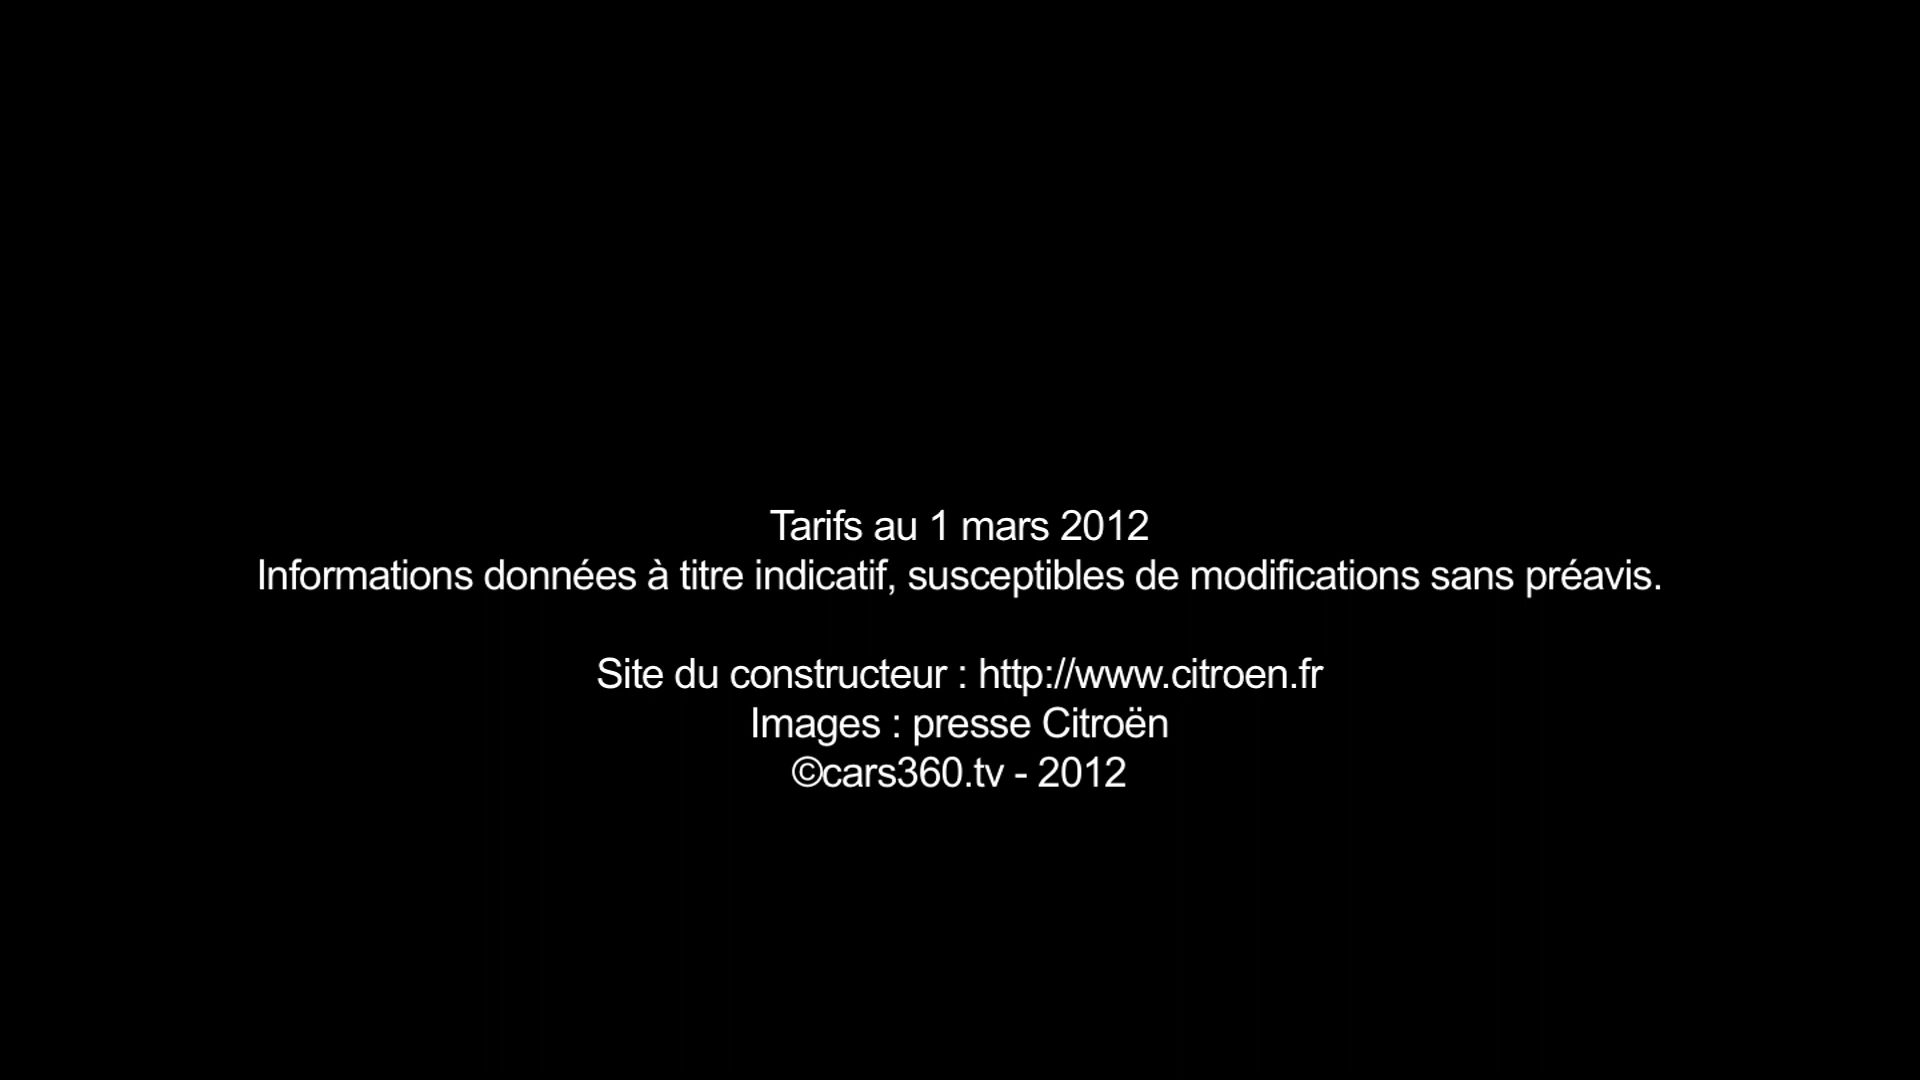 Tarifs au 1 mars 2012
Informations données à titre indicatif, susceptibles de modifications sans préavis.
Site du constructeur : http://www.citroen.fr
Images : presse Citroën
©cars360.tv - 2012